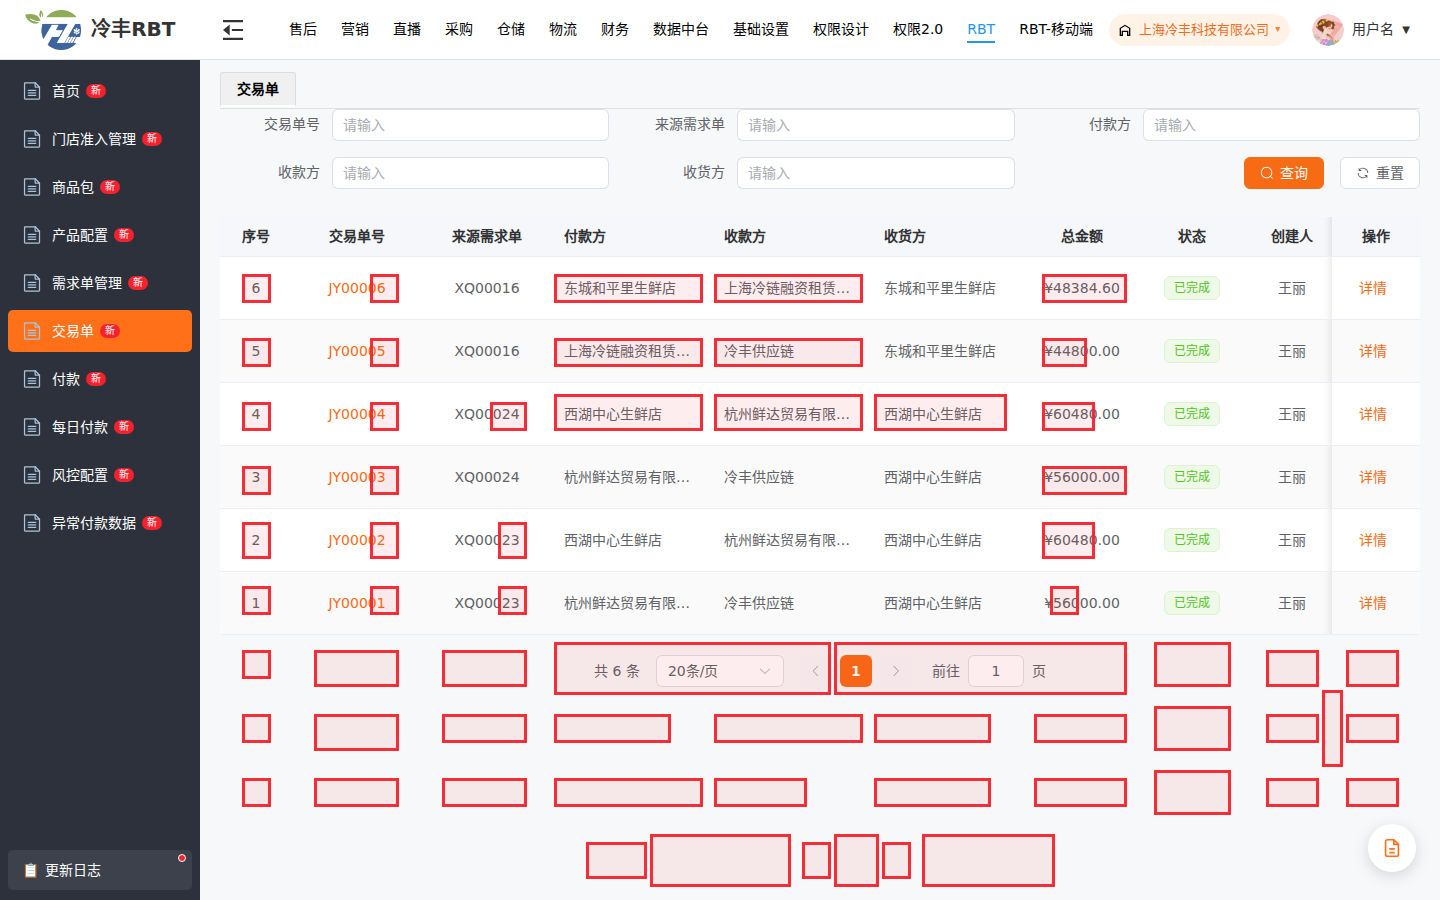 冷丰RBT
售后 营销 直播 采购 仓储 物流 财务 数据中台 基础设置 权限设计 权限2.0 RBT RBT-移动端 上海冷丰科技有限公司 ▾ 用户名 ▼
首页 新
门店准入管理 新
商品包 新
产品配置 新
需求单管理 新
交易单 新
付款 新
每日付款 新
风控配置 新
异常付款数据 新
更新日志
交易单
交易单号 请输入 来源需求单 请输入 付款方 请输入
收款方 请输入 收货方 请输入 查询 重置
序号 交易单号 来源需求单 付款方 收款方 收货方 总金额 状态 创建人 操作
6 JY00006 XQ00016 东城和平里生鲜店 上海冷链融资租赁... 东城和平里生鲜店 ¥48384.60 已完成 王丽 详情
5 JY00005 XQ00016 上海冷链融资租赁... 冷丰供应链 东城和平里生鲜店 ¥44800.00 已完成 王丽 详情
4 JY00004 XQ00024 西湖中心生鲜店 杭州鲜达贸易有限... 西湖中心生鲜店 ¥60480.00 已完成 王丽 详情
3 JY00003 XQ00024 杭州鲜达贸易有限... 冷丰供应链 西湖中心生鲜店 ¥56000.00 已完成 王丽 详情
2 JY00002 XQ00023 西湖中心生鲜店 杭州鲜达贸易有限... 西湖中心生鲜店 ¥60480.00 已完成 王丽 详情
1 JY00001 XQ00023 杭州鲜达贸易有限... 冷丰供应链 西湖中心生鲜店 ¥56000.00 已完成 王丽 详情
共 6 条 20条/页 1 前往 1 页